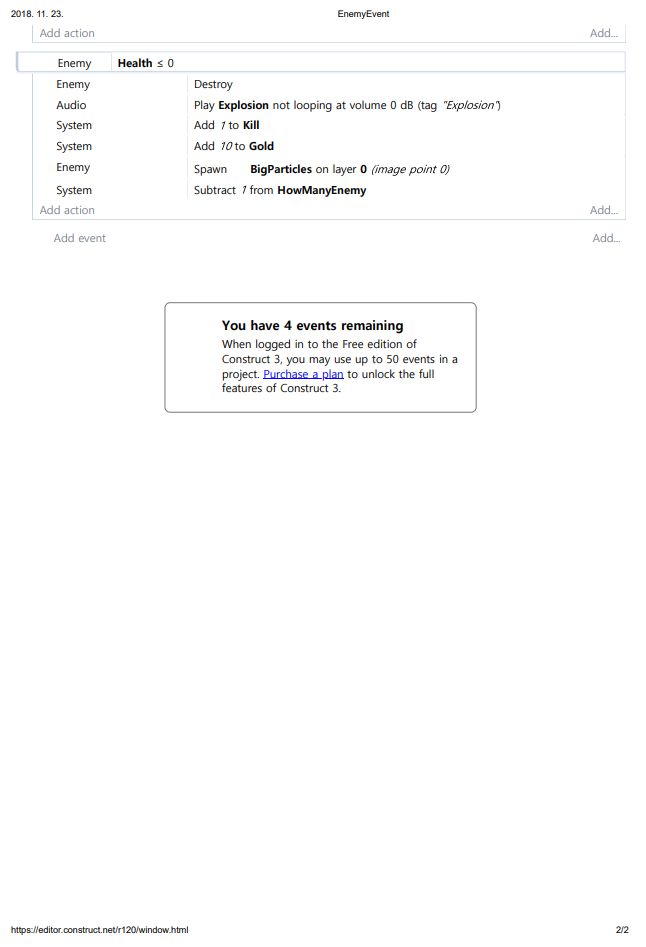 2018. 11. 23. EnemyEvent
Add action Add...
Enemy Health ≤ 0
Enemy Destroy
Audio Play Explosion not looping at volume 0 dB (tag "Explosion")
System Add 1 to Kill
System Add 10 to Gold
Enemy Spawn BigParticles on layer 0 (image point 0)
System Subtract 1 from HowManyEnemy
Add action Add...
Add event Add...
You have 4 events remaining
When logged in to the Free edition of
Construct 3, you may use up to 50 events in a
project. Purchase a plan to unlock the full
features of Construct 3.
https://editor.construct.net/r120/window.html 2/2